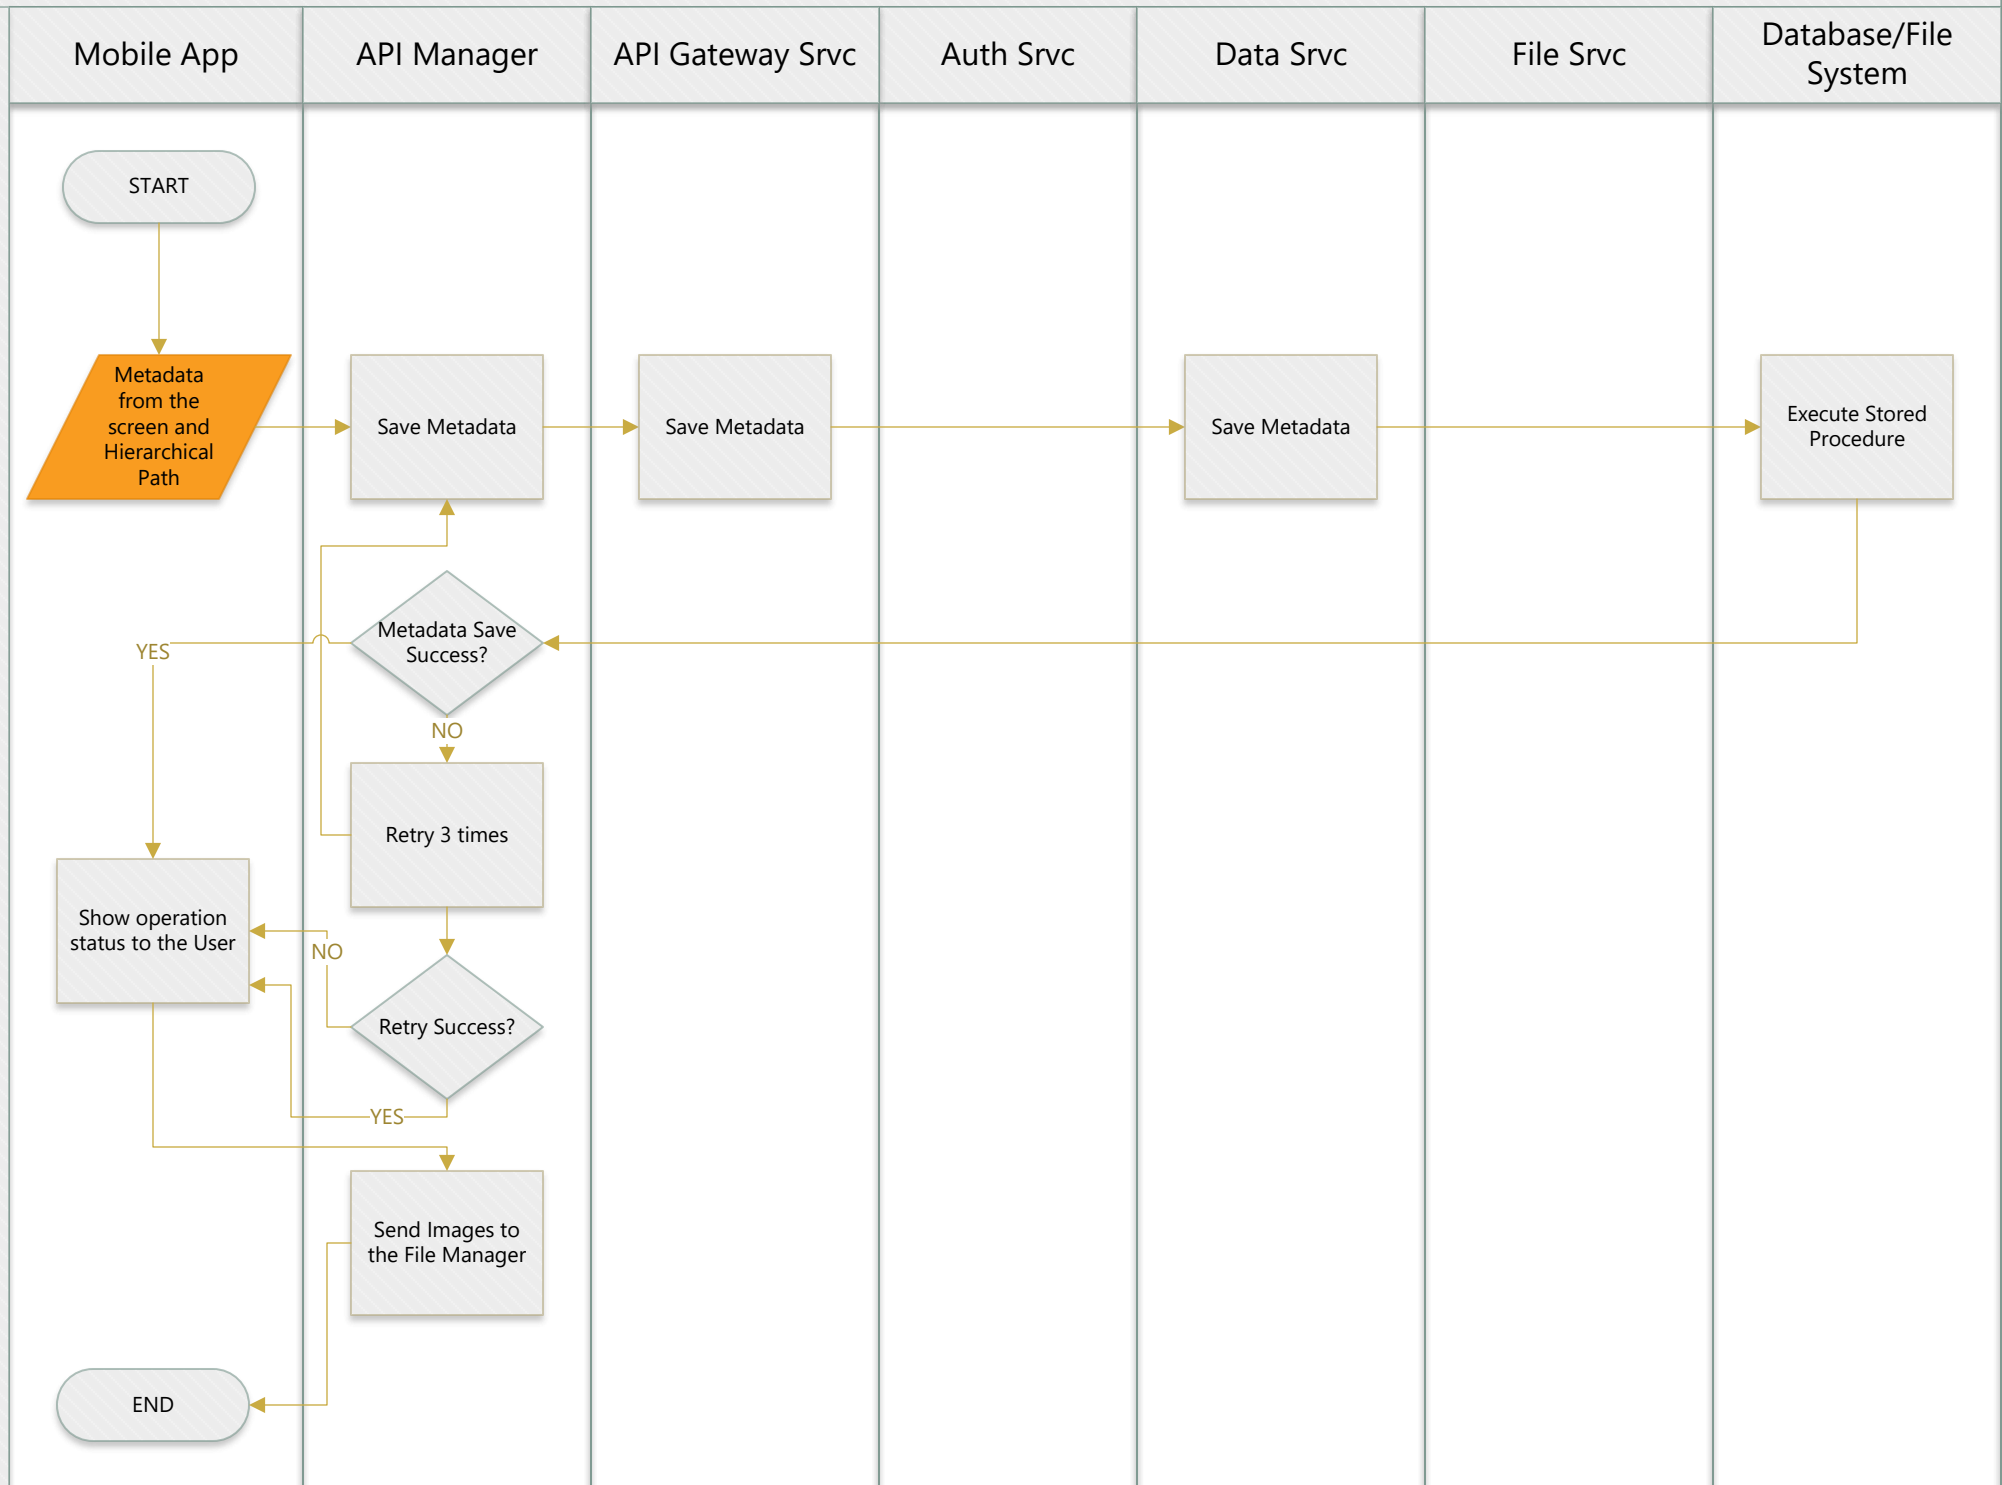 Mobile App
API Manager
API Gateway Srvc
Auth Srvc
Data Srvc
File Srvc
Database/File
System
START
Metadata
from the
screen and
Hierarchical
Path
Save Metadata
Save Metadata
Save Metadata
Execute Stored
Procedure
Metadata Save
Success?
YES
NO
Retry 3 times
Show operation
status to the User
NO
Retry Success?
YES
Send Images to
the File Manager
END